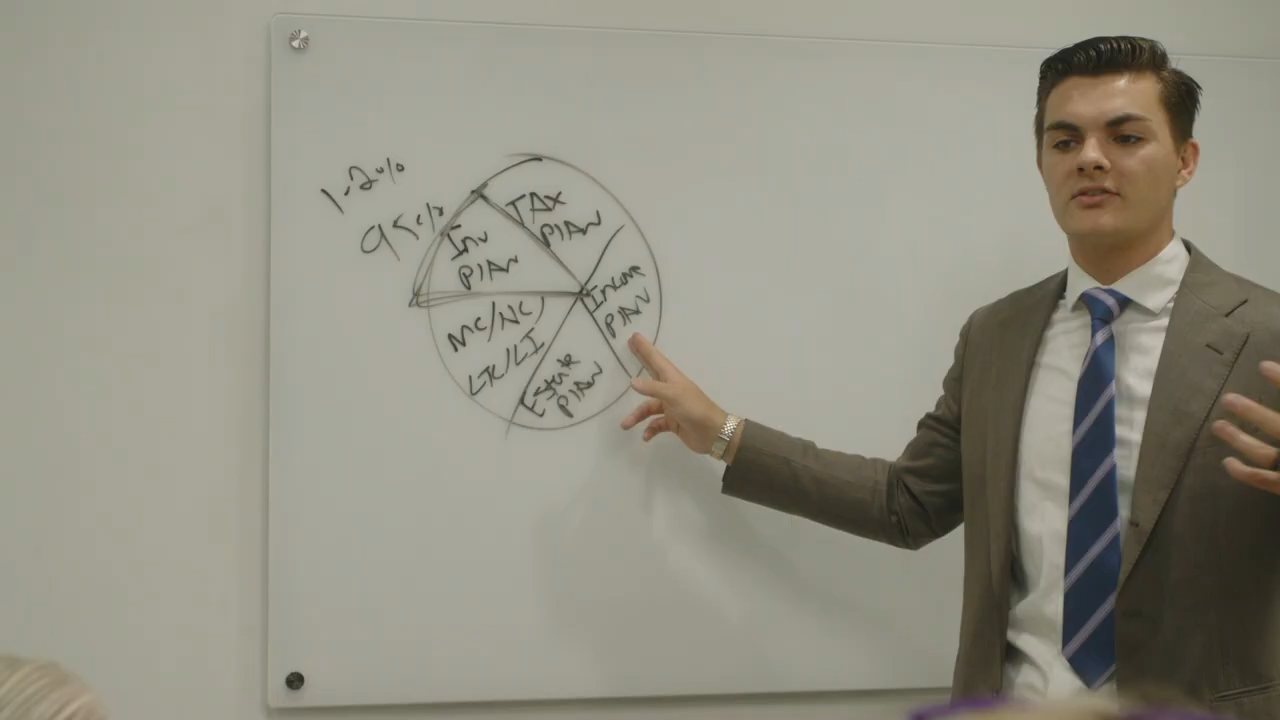 1-2%
95%
TAX
PlAN
INV
PlAN
Income
PlAN
MC/NC/
LTC/LI
Estate
PlAN